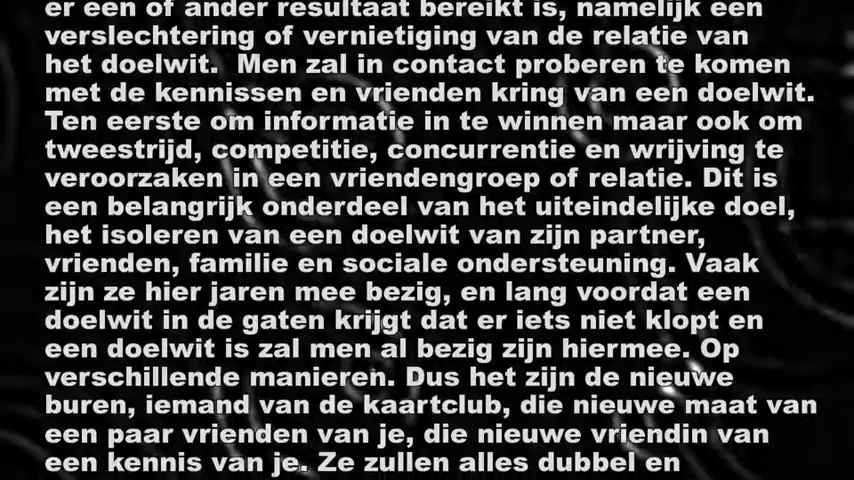 er een of ander resultaat bereikt is, namelijk een
verslechtering of vernietiging van de relatie van
het doelwit.  Men zal in contact proberen te komen
met de kennissen en vrienden kring van een doelwit.
Ten eerste om informatie in te winnen maar ook om
tweestrijd, competitie, concurrentie en wrijving te
veroorzaken in een vriendengroep of relatie. Dit is
een belangrijk onderdeel van het uiteindelijke doel,
het isoleren van een doelwit van zijn partner,
vrienden, familie en sociale ondersteuning. Vaak
zijn ze hier jaren mee bezig, en lang voordat een
doelwit in de gaten krijgt dat er iets niet klopt en
een doelwit is zal men al bezig zijn hiermee. Op
verschillende manieren. Dus het zijn de nieuwe
buren, iemand van de kaartclub, die nieuwe maat van
een paar vrienden van je, die nieuwe vriendin van
een kennis van je. Ze zullen alles dubbel en